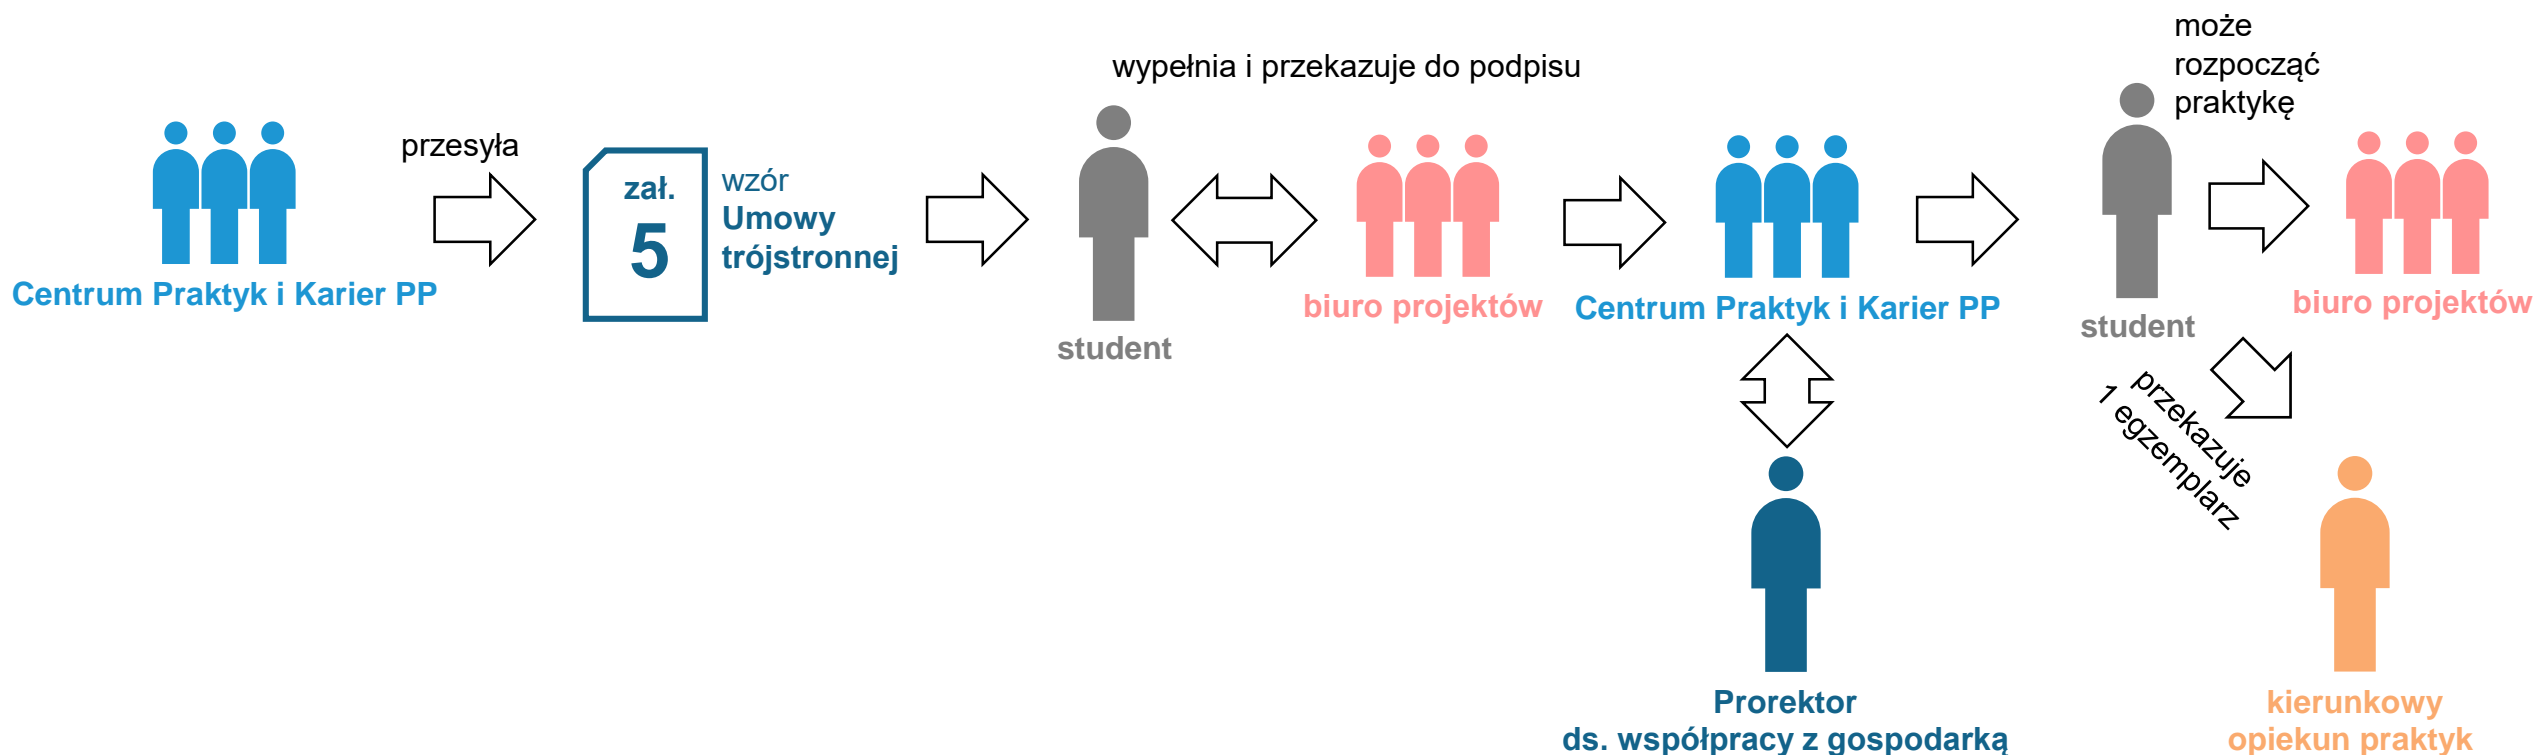 Centrum Praktyk i Karier PP
przesyła
zał.
5
wzór
Umowy
trójstronnej
wypełnia i przekazuje do podpisu
student
biuro projektów
Centrum Praktyk i Karier PP
Prorektor
ds. współpracy z gospodarką
student
może
rozpocząć
praktykę
biuro projektów
przekazuje
1 egzemplarz
kierunkowy
opiekun praktyk